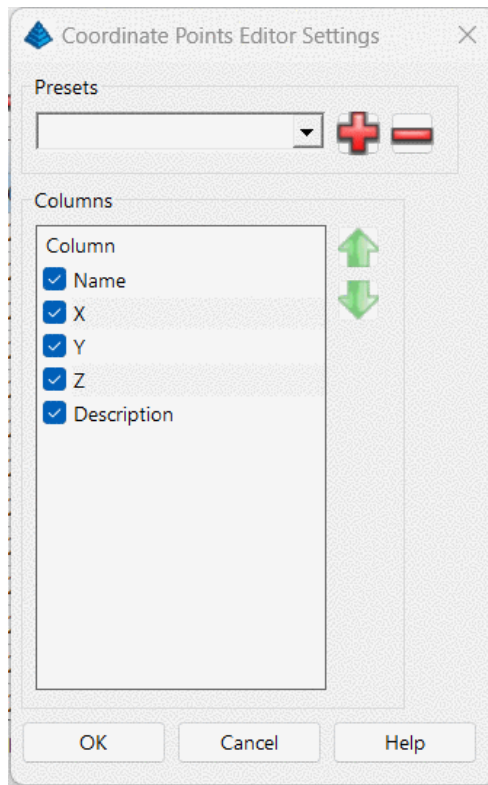 Coordinate Points Editor Settings
Presets
Columns
Column
Name
X
Y
Z
Description
OK Cancel Help